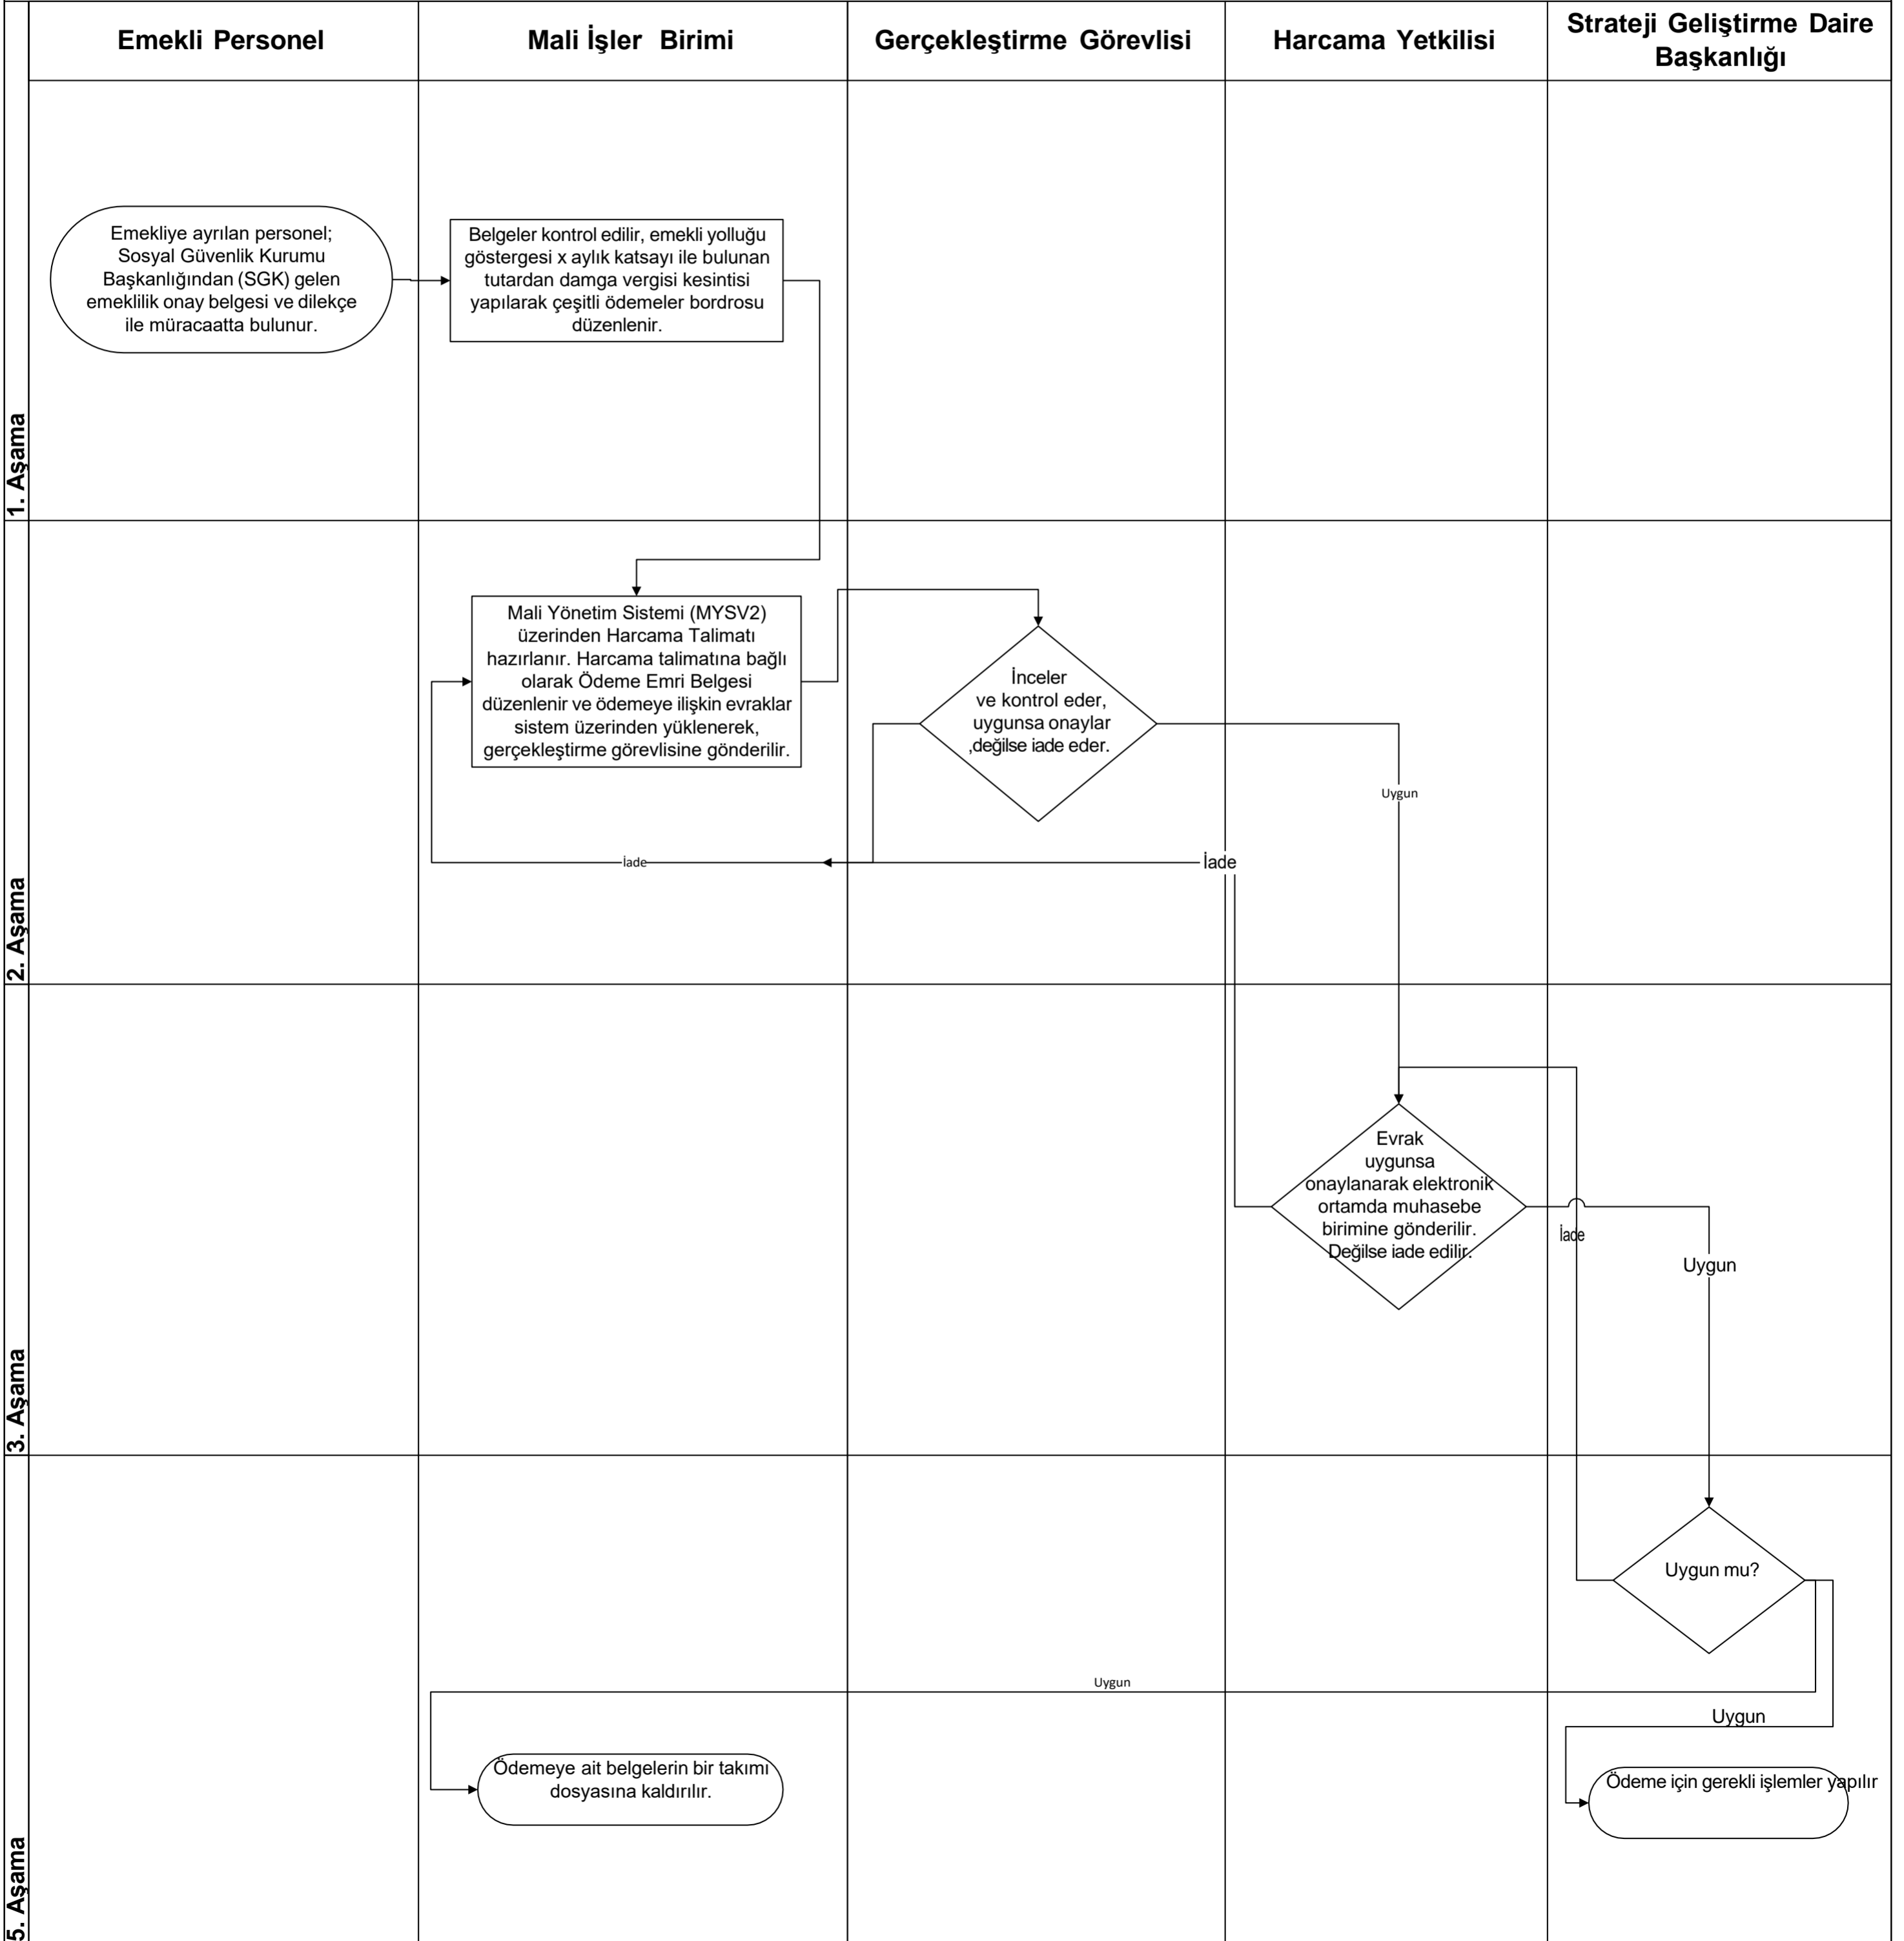 Emekli Personel
Mali İşler Birimi
Gerçekleştirme Görevlisi
Harcama Yetkilisi
Strateji Geliştirme Daire
Başkanlığı
1. Aşama
Emekliye ayrılan personel;
Sosyal Güvenlik Kurumu
Başkanlığından (SGK) gelen
emeklilik onay belgesi ve dilekçe
ile müracaatta bulunur.
Belgeler kontrol edilir, emekli yolluğu
göstergesi x aylık katsayı ile bulunan
tutardan damga vergisi kesintisi
yapılarak çeşitli ödemeler bordrosu
düzenlenir.
2. Aşama
Mali Yönetim Sistemi (MYSV2)
üzerinden Harcama Talimatı
hazırlanır. Harcama talimatına bağlı
olarak Ödeme Emri Belgesi
düzenlenir ve ödemeye ilişkin evraklar
sistem üzerinden yüklenerek,
gerçekleştirme görevlisine gönderilir.
İnceler
ve kontrol eder,
uygunsa onaylar
,değilse iade eder.
Uygun
İade
İade
3. Aşama
Evrak
uygunsa
onaylanarak elektronik
ortamda muhasebe
birimine gönderilir.
Değilse iade edilir.
İade
Uygun
5. Aşama
Uygun mu?
Uygun
Uygun
Ödemeye ait belgelerin bir takımı
dosyasına kaldırılır.
Ödeme için gerekli işlemler yapılır